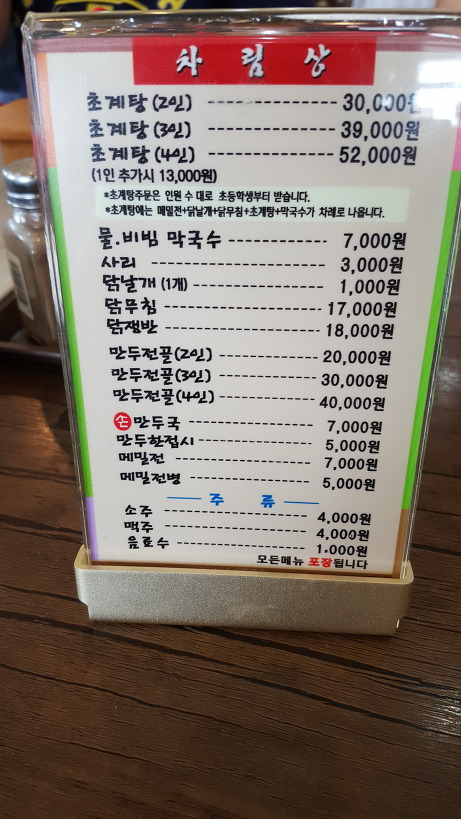 차림상
초계탕(2인) 30,000원
초계탕(3인) 39,000원
초계탕(4인) 52,000원
(1인 추가시 13,000원)
*초계탕주문은 인원 수 대로 초등학생부터 받습니다.
*초계탕에는 메밀전+닭날개+닭무침+초계탕+막국수가 차례로 나옵니다.
물.비빔 막국수 7,000원
사리 3,000원
닭날개 (1개) 1,000원
닭무침 17,000원
닭쟁반 18,000원
만두전골(2인) 20,000원
만두전골(3인) 30,000원
만두전골(4인) 40,000원
손만두국 7,000원
만두한접시 5,000원
메밀전 7,000원
메밀전병 5,000원
주 류
소주 4,000원
맥주 4,000원
음료수 1,000원
모든메뉴 포장됩니다